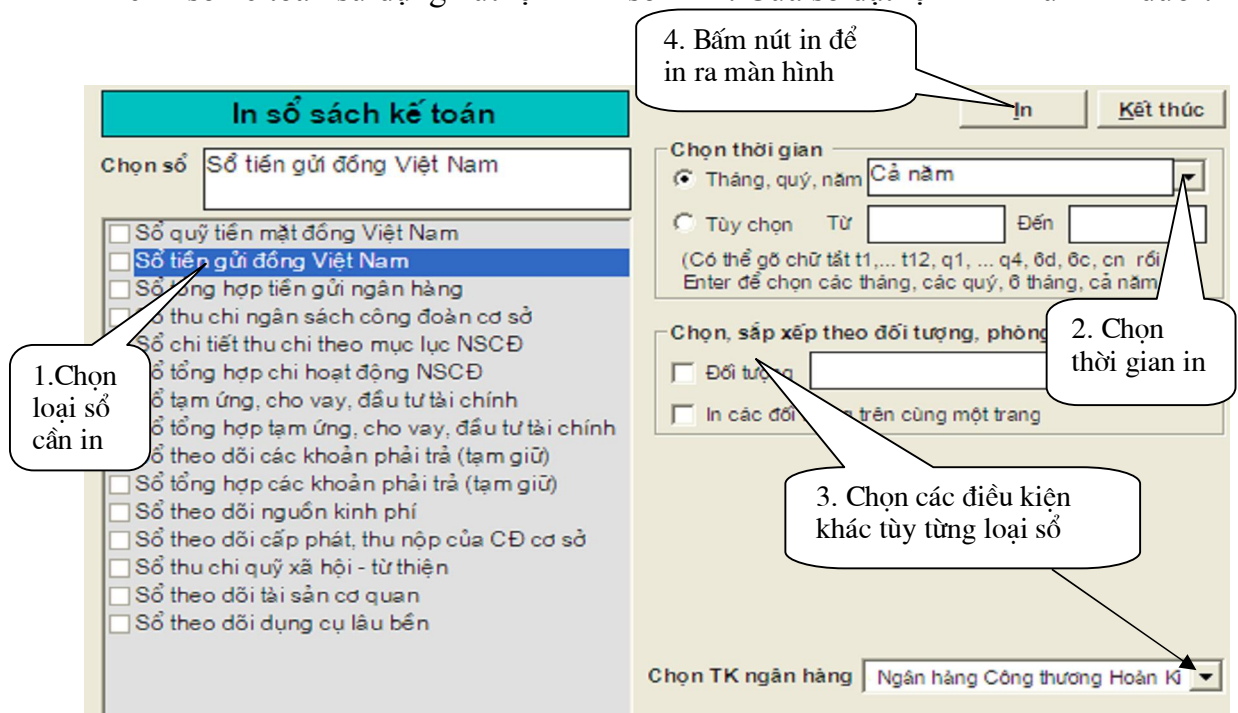 4. Bấm nút in để
in ra màn hình
In sổ sách kế toán
In
Kết thúc
Chọn sổ
Sổ tiền gửi đồng Việt Nam
Chọn thời gian
Tháng, quý, năm
Cả năm
Tùy chọn
Từ
Đến
(Có thể gõ chữ tắt t1,... t12, q1, ... q4, 6d, 6c, cn rồi
Enter để chọn các tháng, các quý, 6 tháng, cả năm
Sổ quỹ tiền mặt đồng Việt Nam
Sổ tiền gửi đồng Việt Nam
Sổ tổng hợp tiền gửi ngân hàng
thu chi ngân sách công đoàn cơ sở
Sổ chi tiết thu chi theo mục lục NSCĐ
tổng hợp chi hoạt động NSCĐ
tạm ứng, cho vay, đầu tư tài chính
tổng hợp tạm ứng, cho vay, đầu tư tài chính
theo dõi các khoản phải trả (tạm giữ)
Sổ tổng hợp các khoản phải trả (tạm giữ)
Sổ theo dõi nguồn kinh phí
Sổ theo dõi cấp phát, thu nộp của CĐ cơ sở
Sổ thu chi quỹ xã hội - từ thiện
Sổ theo dõi tài sản cơ quan
Sổ theo dõi dụng cụ lâu bền
1.Chọn
loại sổ
cần in
2. Chọn
thời gian in
Chọn, sắp xếp theo đối tượng, phòng
Đối tượng
In các đối trên cùng một trang
3. Chọn các điều kiện
khác tùy từng loại sổ
Chọn TK ngân hàng
Ngân hàng Công thương Hoàn Ki